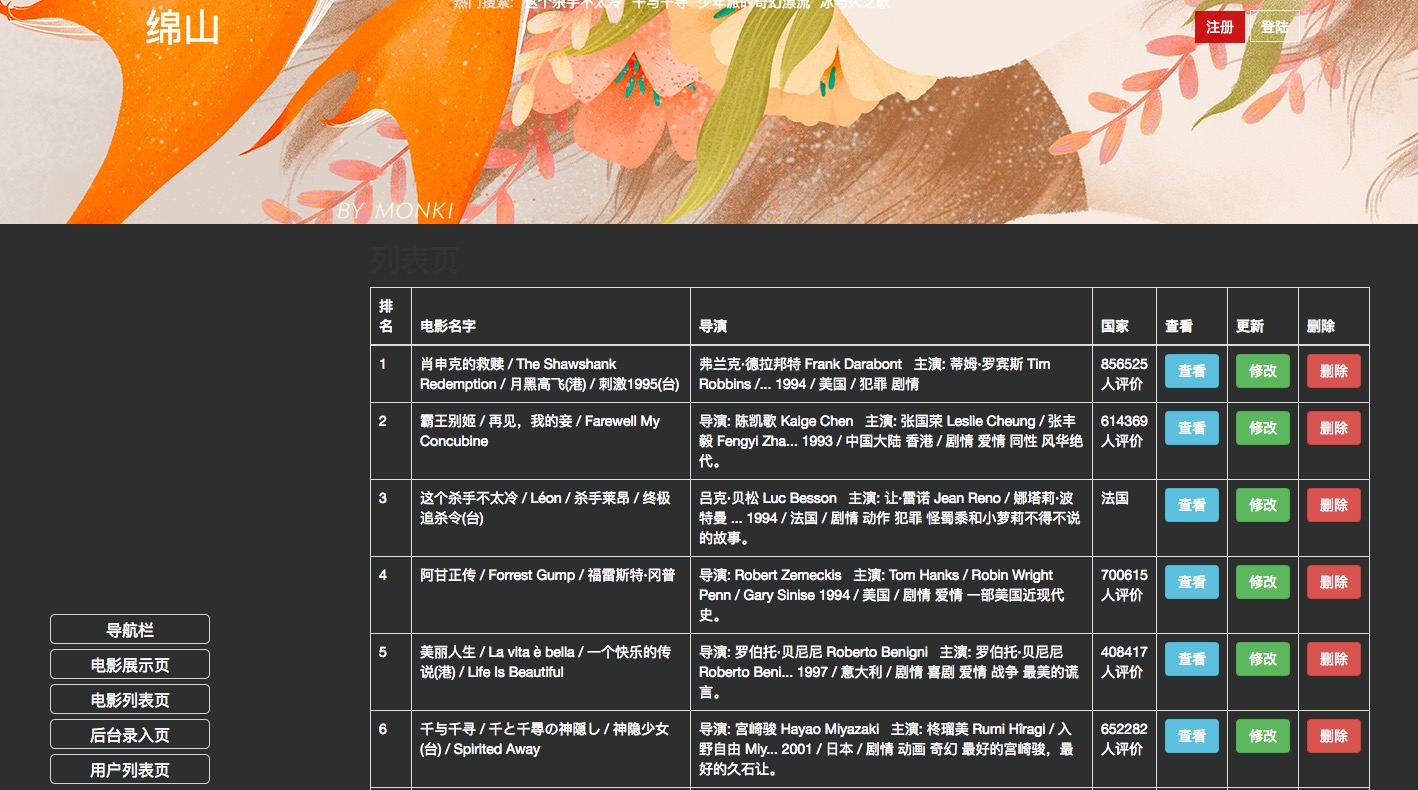 热门搜索: 这个杀手不太冷 千与千寻 少年派的奇幻漂流 冰与火之歌
绵山
注册 登陆
BY MONKI
列表页
排名 电影名字 导演 国家 查看 更新 删除
1 肖申克的救赎 / The Shawshank Redemption / 月黑高飞(港) / 刺激1995(台) 弗兰克·德拉邦特 Frank Darabont 主演: 蒂姆·罗宾斯 Tim Robbins /... 1994 / 美国 / 犯罪 剧情 856525人评价 查看 修改 删除
2 霸王别姬 / 再见，我的妾 / Farewell My Concubine 导演: 陈凯歌 Kaige Chen 主演: 张国荣 Leslie Cheung / 张丰毅 Fengyi Zha... 1993 / 中国大陆 香港 / 剧情 爱情 同性 风华绝代。 614369人评价 查看 修改 删除
3 这个杀手不太冷 / Léon / 杀手莱昂 / 终极追杀令(台) 吕克·贝松 Luc Besson 主演: 让·雷诺 Jean Reno / 娜塔莉·波特曼 ... 1994 / 法国 / 剧情 动作 犯罪 怪蜀黍和小萝莉不得不说的故事。 法国 查看 修改 删除
4 阿甘正传 / Forrest Gump / 福雷斯特·冈普 导演: Robert Zemeckis 主演: Tom Hanks / Robin Wright Penn / Gary Sinise 1994 / 美国 / 剧情 爱情 一部美国近现代史。 700615人评价 查看 修改 删除
5 美丽人生 / La vita è bella / 一个快乐的传说(港) / Life Is Beautiful 导演: 罗伯托·贝尼尼 Roberto Benigni 主演: 罗伯托·贝尼尼 Roberto Beni... 1997 / 意大利 / 剧情 喜剧 爱情 战争 最美的谎言。 408417人评价 查看 修改 删除
6 千与千寻 / 千と千尋の神隠し / 神隐少女(台) / Spirited Away 导演: 宫崎骏 Hayao Miyazaki 主演: 柊瑠美 Rumi Hîragi / 入野自由 Miy... 2001 / 日本 / 剧情 动画 奇幻 最好的宫崎骏，最好的久石让。 652282人评价 查看 修改 删除
导航栏
电影展示页
电影列表页
后台录入页
用户列表页